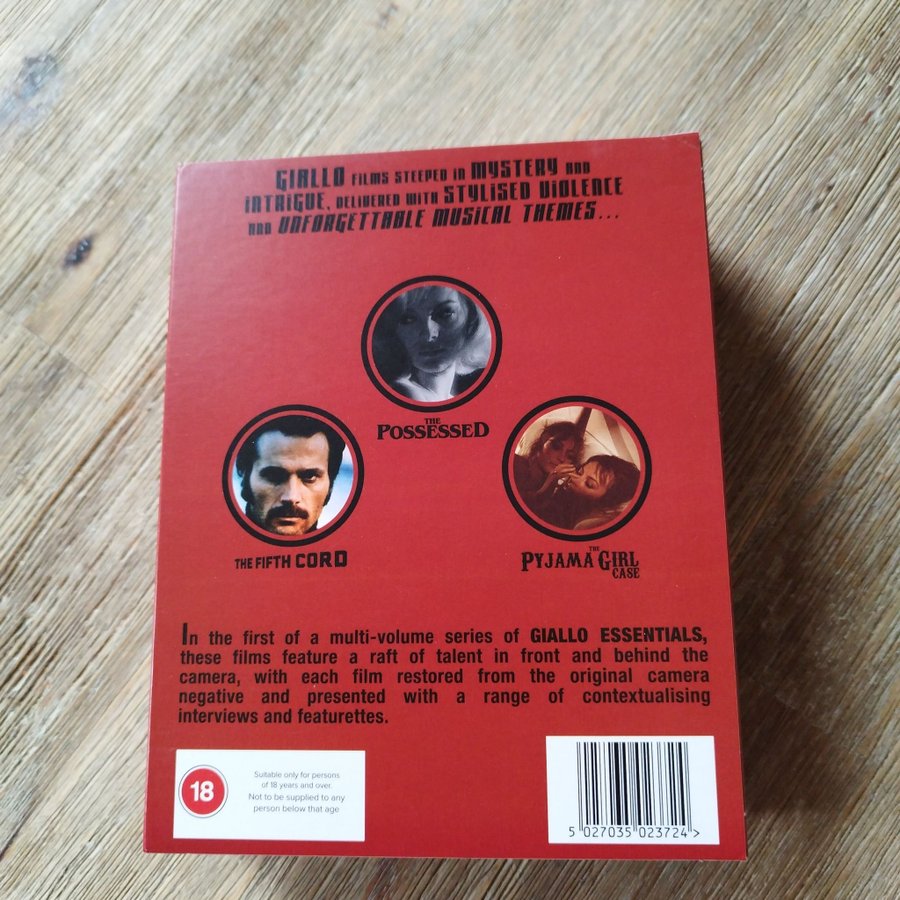 GIALLO FILMS STEEPED IN MYSTERY AND
INTRIGUE, DELIVERED WITH STYLISED VIOLENCE
AND UNFORGETTABLE MUSICAL THEMES...
THE
POSSESSED
THE FIFTH CORD
THE
PYJAMA GIRL
CASE
In the first of a multi-volume series of GIALLO ESSENTIALS,
these films feature a raft of talent in front and behind the
camera, with each film restored from the original camera
negative and presented with a range of contextualising
interviews and featurettes.
18
Suitable only for persons
of 18 years and over.
Not to be supplied to any
person below that age
5 027035 023724 >